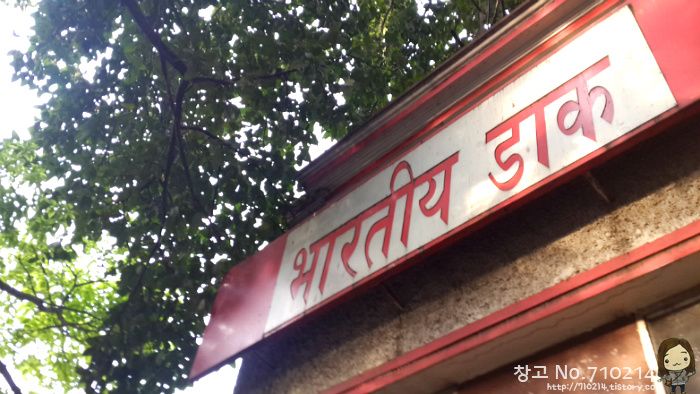 भारतीय डाक
창고 No.710214
http://710214.tistory.com